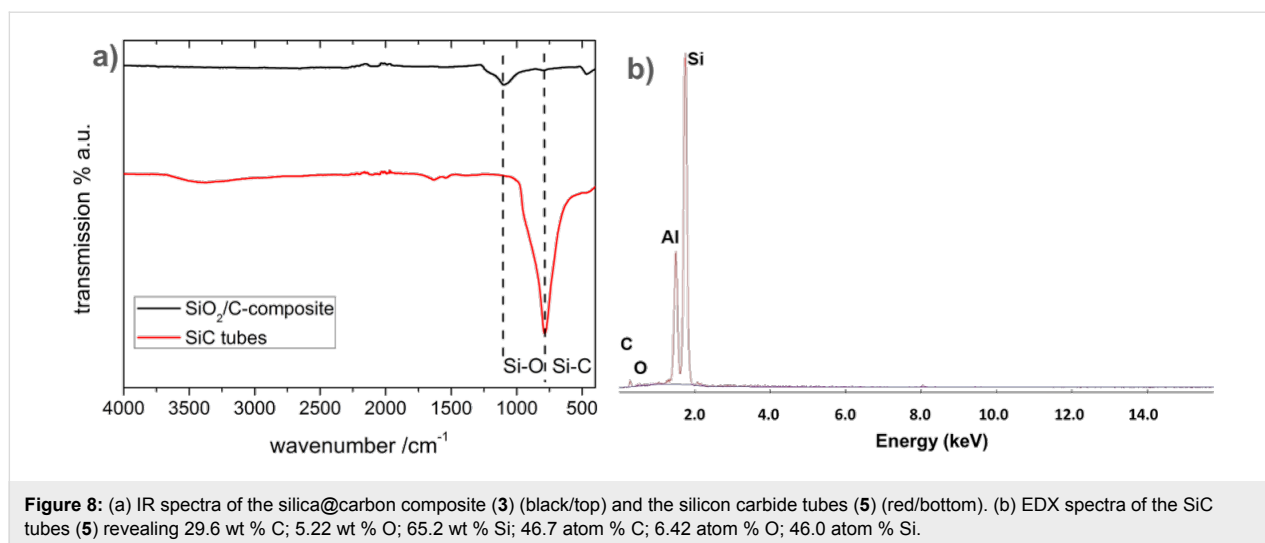 a)
transmission % a.u.
SiO2/C-composite
SiC tubes
Si-O Si-C
4000 3500 3000 2500 2000 1500 1000 500
wavenumber /cm-1
b)
Si
Al
C
O
2.0 4.0 6.0 8.0 10.0 12.0 14.0
Energy (keV)
Figure 8: (a) IR spectra of the silica@carbon composite (3) (black/top) and the silicon carbide tubes (5) (red/bottom). (b) EDX spectra of the SiC
tubes (5) revealing 29.6 wt % C; 5.22 wt % O; 65.2 wt % Si; 46.7 atom % C; 6.42 atom % O; 46.0 atom % Si.